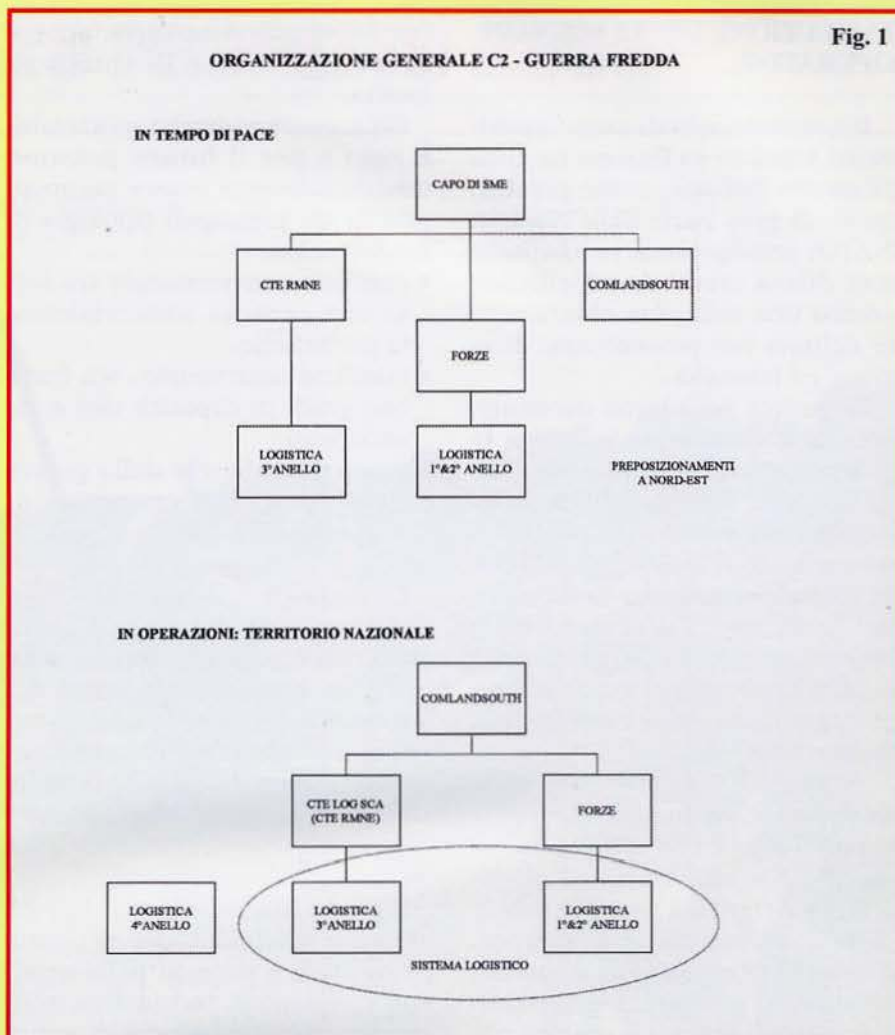 Fig. 1
ORGANIZZAZIONE GENERALE C2 - GUERRA FREDDA
IN TEMPO DI PACE
CAPO DI SME
CTE RMNE
COMLANDSOUTH
FORZE
LOGISTICA
3°ANELLO
LOGISTICA
1°&2° ANELLO
PREPOSIZIONAMENTI
A NORD-EST
IN OPERAZIONI: TERRITORIO NAZIONALE
COMLANDSOUTH
CTE LOG SCA
(CTE RMNE)
FORZE
LOGISTICA
4°ANELLO
LOGISTICA
3°ANELLO
LOGISTICA
1°&2° ANELLO
SISTEMA LOGISTICO